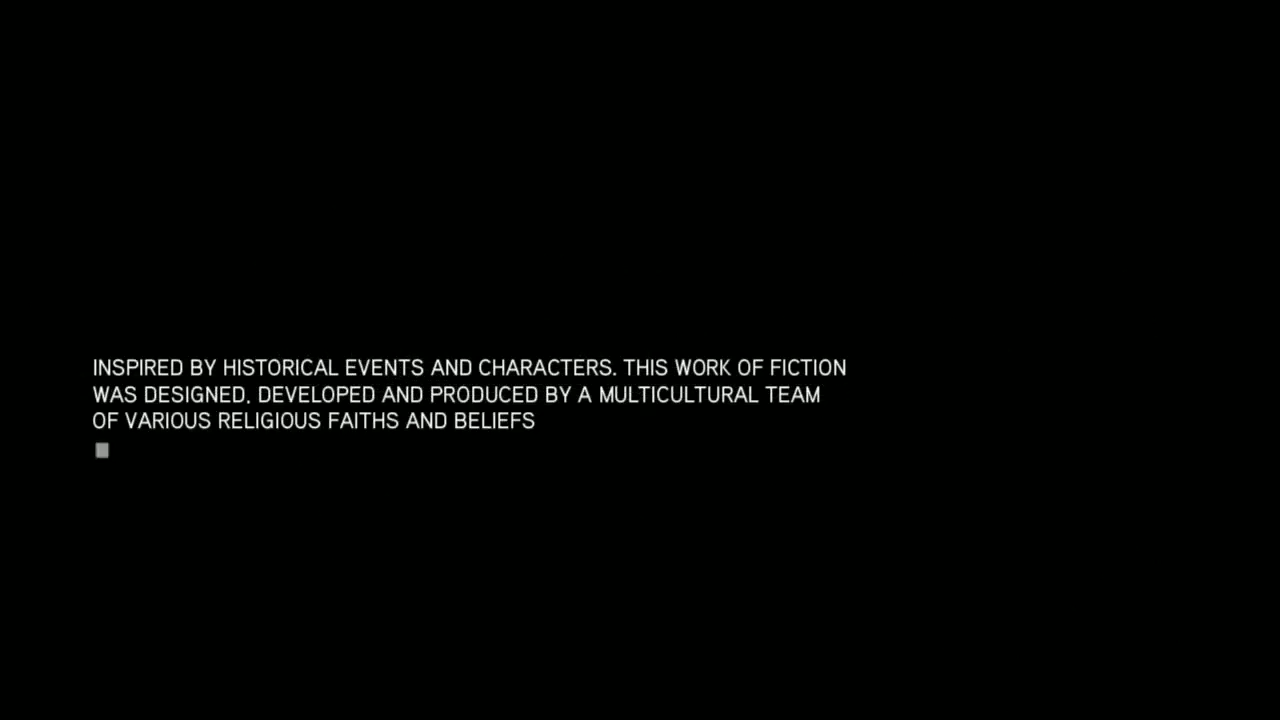 INSPIRED BY HISTORICAL EVENTS AND CHARACTERS. THIS WORK OF FICTION
WAS DESIGNED, DEVELOPED AND PRODUCED BY A MULTICULTURAL TEAM
OF VARIOUS RELIGIOUS FAITHS AND BELIEFS